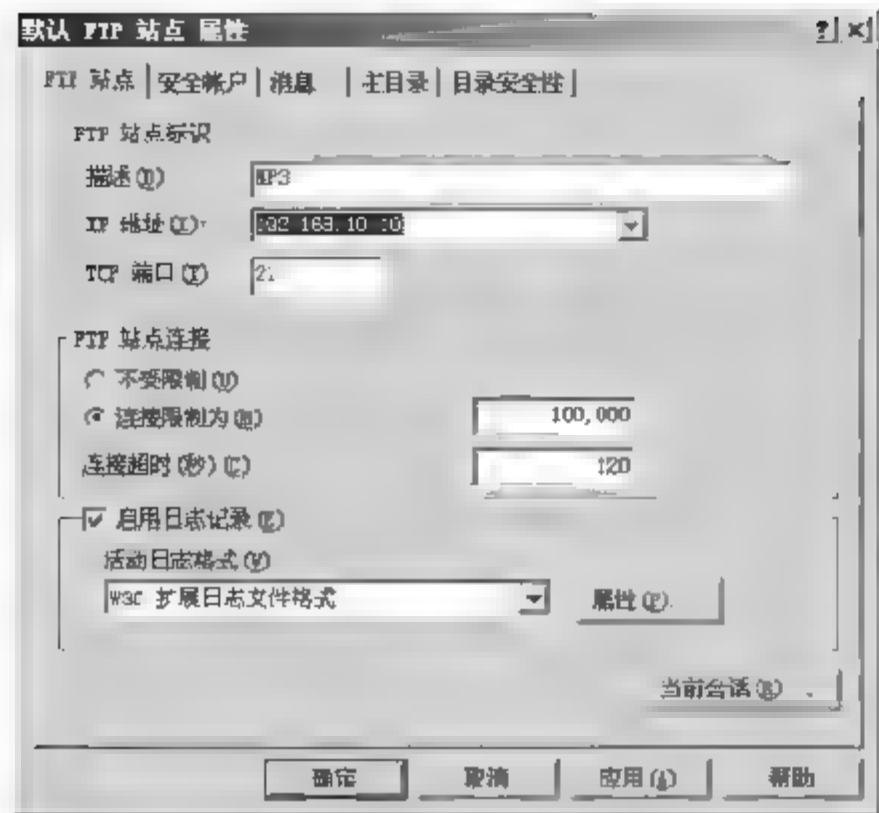 默认 FTP 站点 属性
FTP 站点 安全帐户 消息 主目录 目录安全性
FTP 站点标识
描述(D) MP3
IP 地址(I): 192.168.10.10
TCP 端口(T) 21
FTP 站点连接
不受限制(U)
连接限制为(M) 100,000
连接超时(秒)(C) 120
启用日志记录(E)
活动日志格式(V)
W3C 扩展日志文件格式 属性(P)
当前会话(R)
确定 取消 应用(A) 帮助